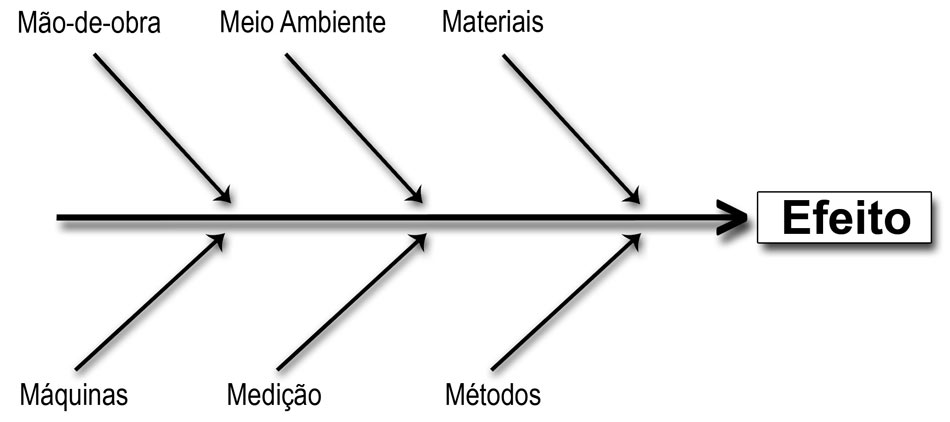 Mão-de-obra
Meio Ambiente
Materiais
Efeito
Máquinas
Medição
Métodos